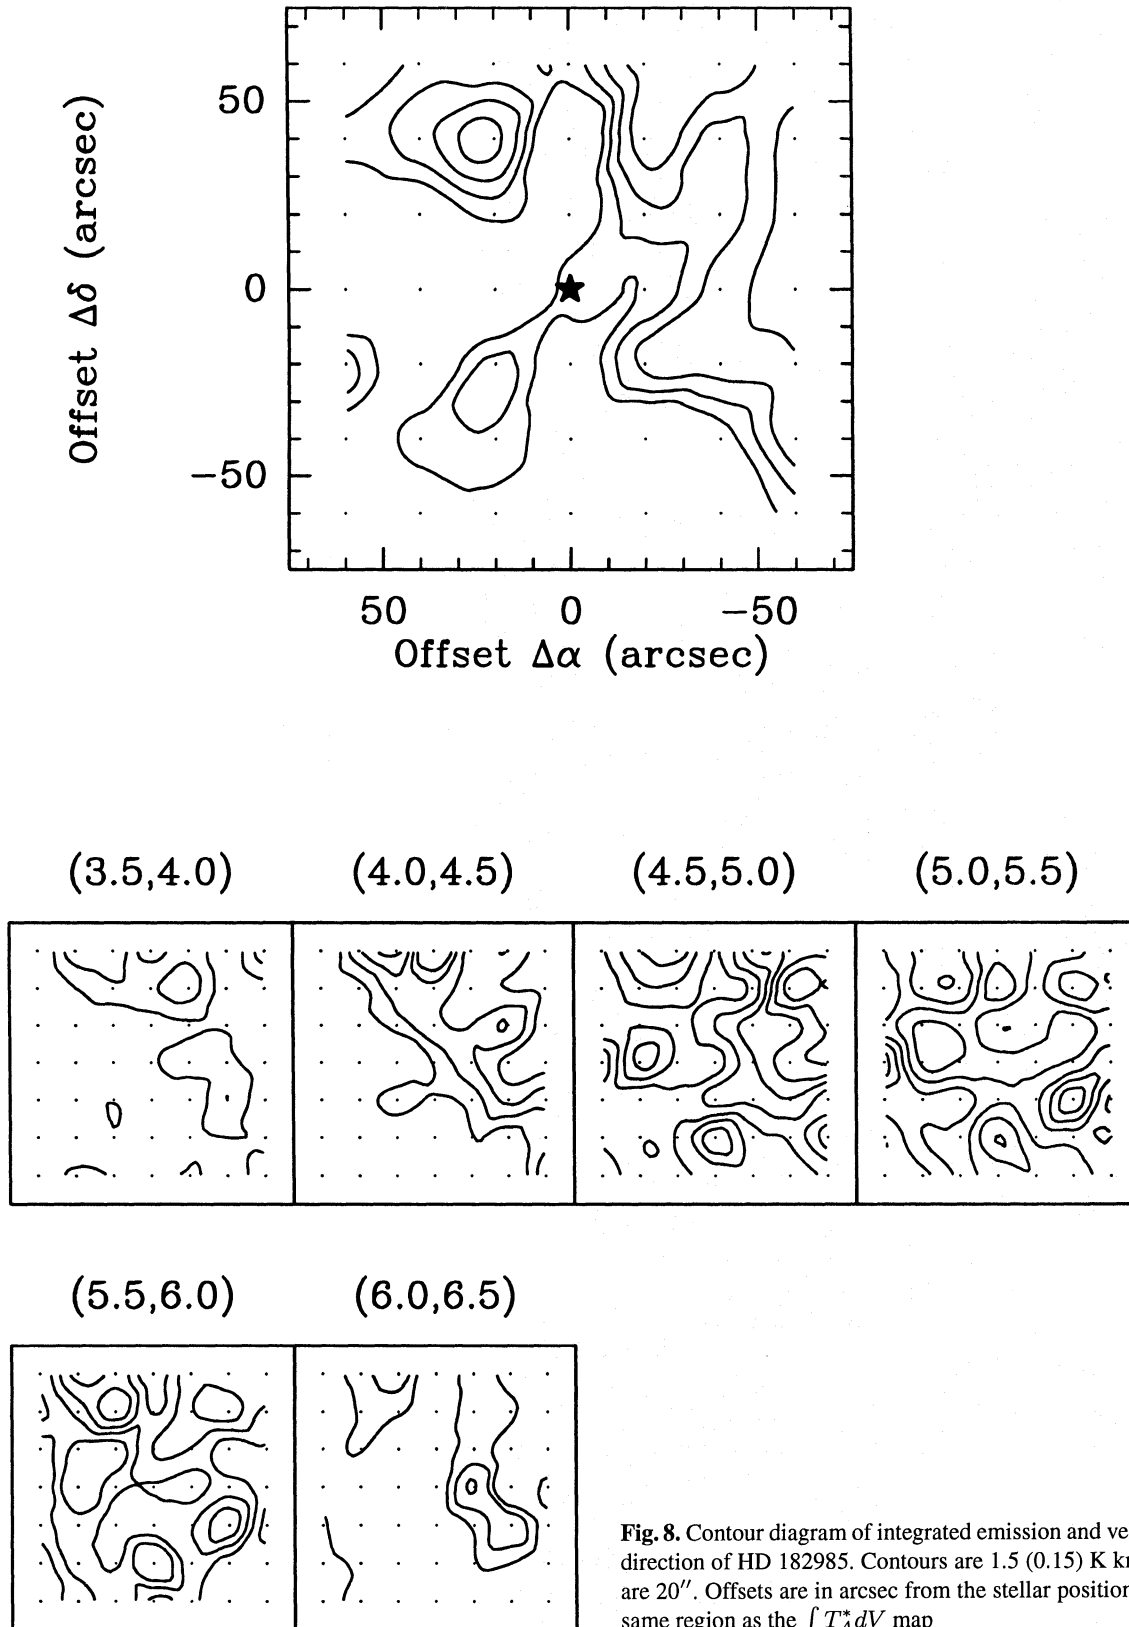 Offset Δδ (arcsec)
50
0
−50
50 0 −50
Offset Δα (arcsec)
(3.5,4.0) (4.0,4.5) (4.5,5.0) (5.0,5.5)
(5.5,6.0) (6.0,6.5)
Fig. 8. Contour diagram of integrated emission and
direction of HD 182985. Contours are 1.5 (0.15) K
are 20″. Offsets are in arcsec from the stellar position
same region as the ∫ T*_A dV map